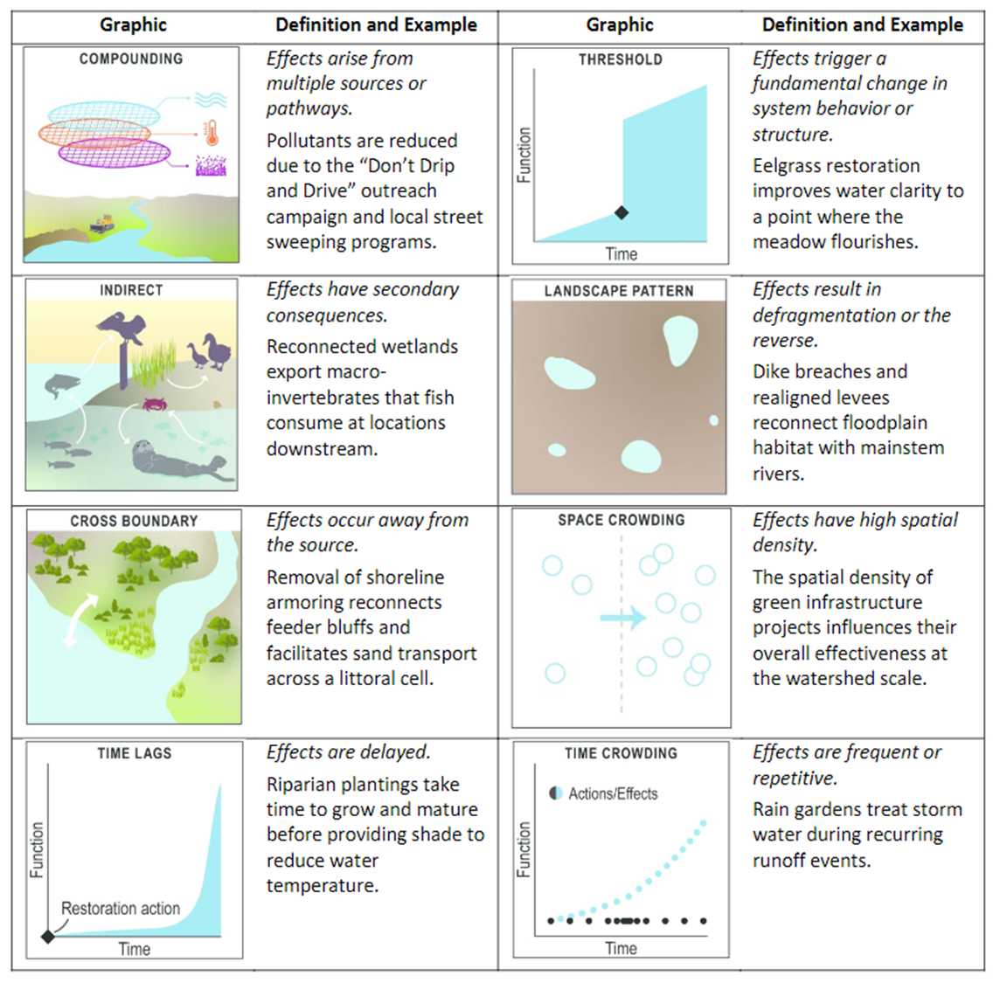 Graphic
Definition and Example
Graphic
Definition and Example
COMPOUNDING
Effects arise from
multiple sources or
pathways.
Pollutants are reduced
due to the “Don’t Drip
and Drive” outreach
campaign and local street
sweeping programs.
THRESHOLD
Function
Time
Effects trigger a
fundamental change in
system behavior or
structure.
Eelgrass restoration
improves water clarity to
a point where the
meadow flourishes.
INDIRECT
Effects have secondary
consequences.
Reconnected wetlands
export macro-
invertebrates that fish
consume at locations
downstream.
LANDSCAPE PATTERN
Effects result in
defragmentation or the
reverse.
Dike breaches and
realigned levees
reconnect floodplain
habitat with mainstem
rivers.
CROSS BOUNDARY
Effects occur away from
the source.
Removal of shoreline
armoring reconnects
feeder bluffs and
facilitates sand transport
across a littoral cell.
SPACE CROWDING
Effects have high spatial
density.
The spatial density of
green infrastructure
projects influences their
overall effectiveness at
the watershed scale.
TIME LAGS
Function
Restoration action
Time
Effects are delayed.
Riparian plantings take
time to grow and mature
before providing shade to
reduce water
temperature.
TIME CROWDING
Actions/Effects
Function
Time
Effects are frequent or
repetitive.
Rain gardens treat storm
water during recurring
runoff events.